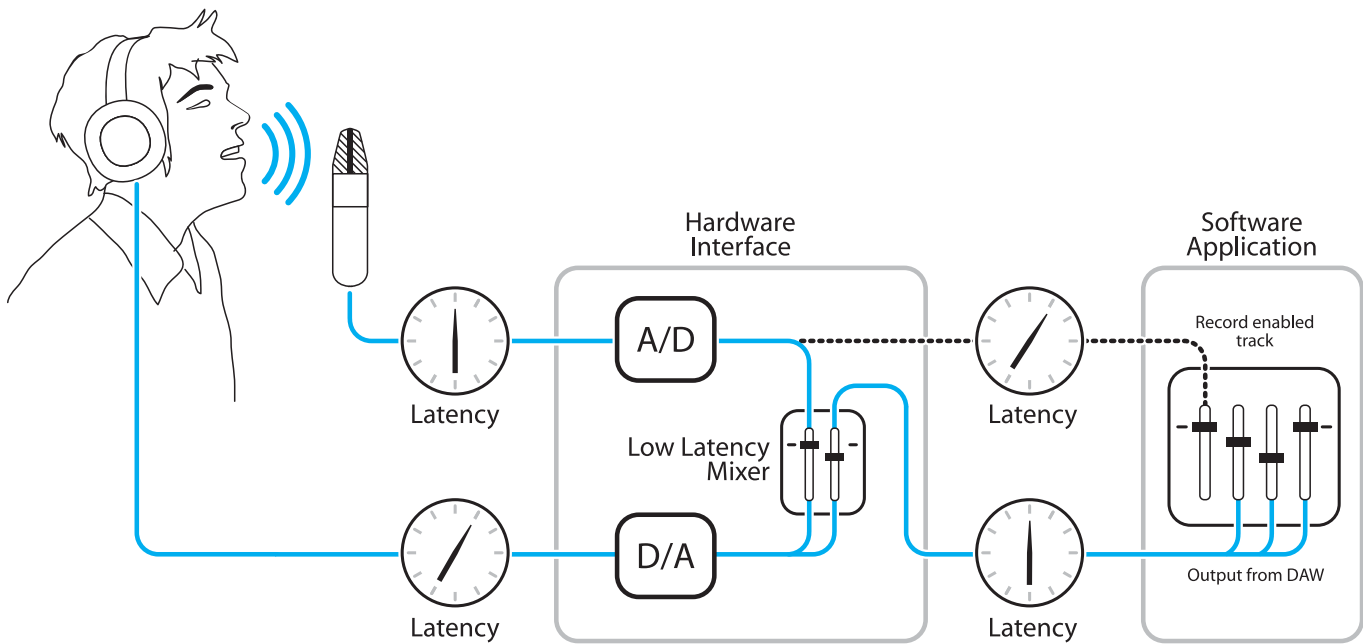 Hardware
Interface
Software
Application
A/D
Record enabled
track
Latency
Latency
Low Latency
Mixer
D/A
Output from DAW
Latency
Latency